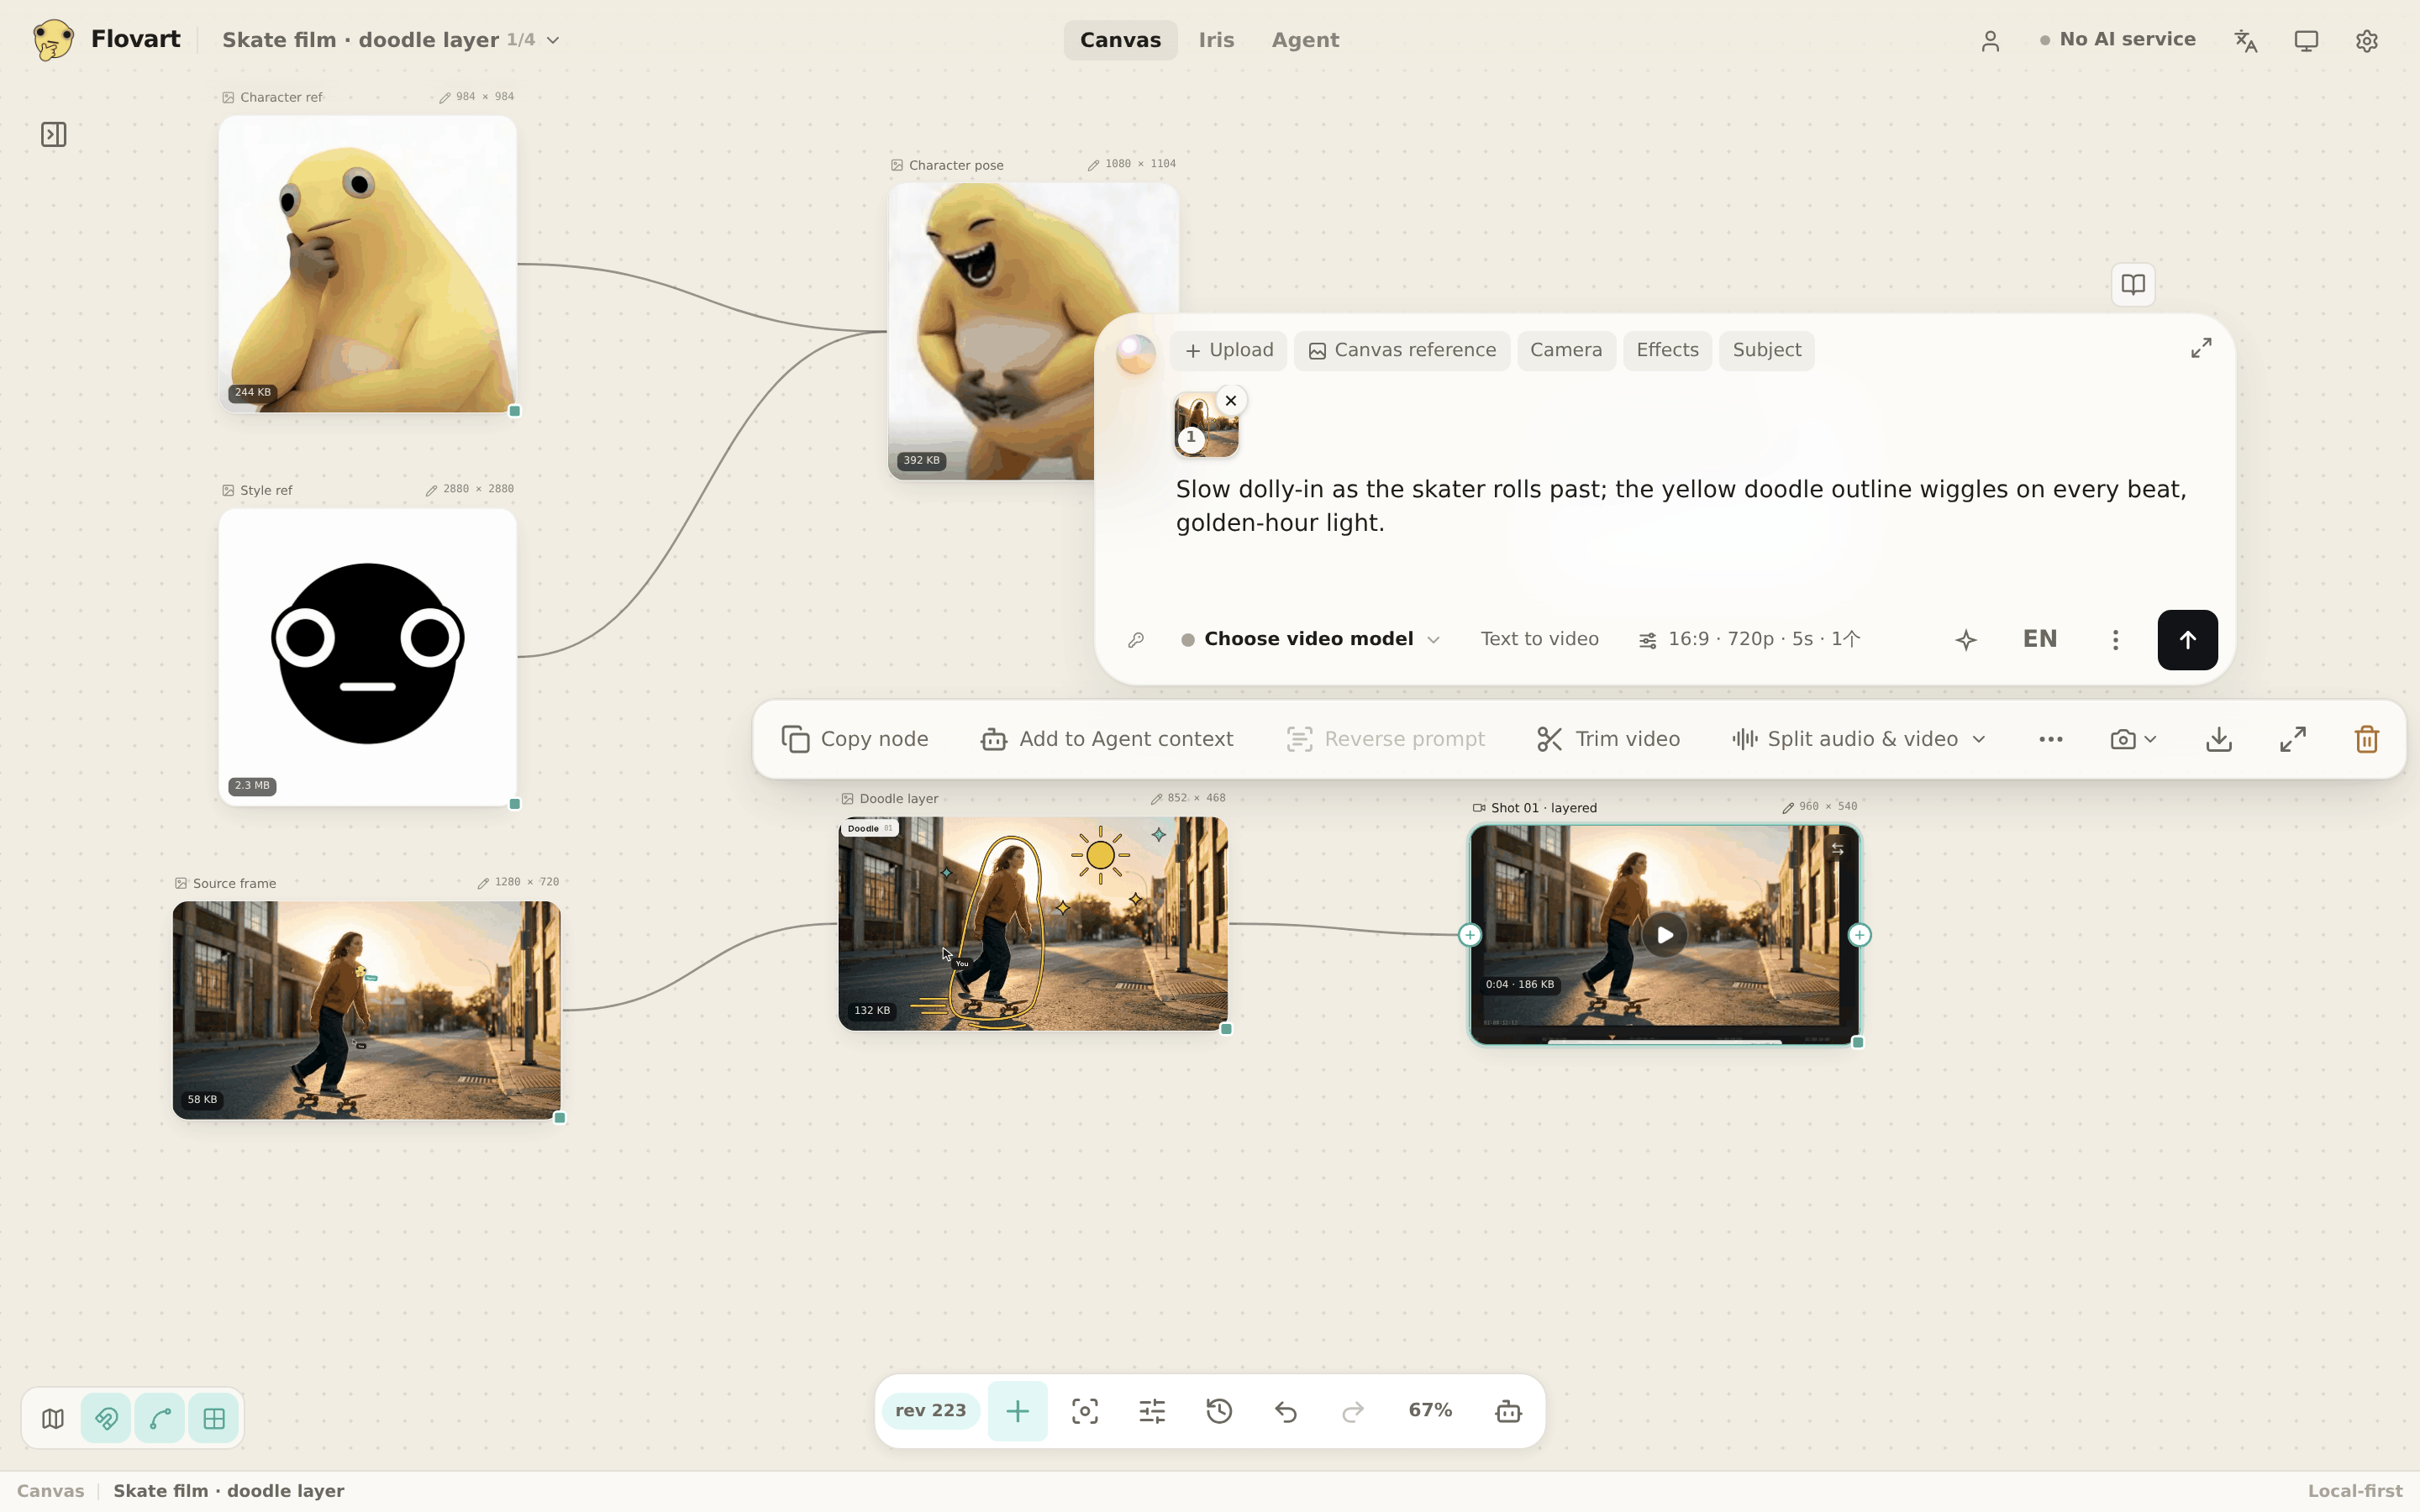 Flovart
Skate film · doodle layer 1/4
Canvas
Iris
Agent
No AI service
Character ref
984 × 984
244 KB
Character pose
1080 × 1104
392 KB
Upload
Canvas reference
Camera
Effects
Subject
1
Slow dolly-in as the skater rolls past; the yellow doodle outline wiggles on every beat,
golden-hour light.
Choose video model
Text to video
16:9 · 720p · 5s · 1个
EN
Style ref
2880 × 2880
2.3 MB
Copy node
Add to Agent context
Reverse prompt
Trim video
Split audio & video
Doodle layer
852 × 468
Doodle 01
You
132 KB
Shot 01 · layered
960 × 540
0:04 · 186 KB
Source frame
1280 × 720
58 KB
rev 223
67%
Canvas
Skate film · doodle layer
Local-first